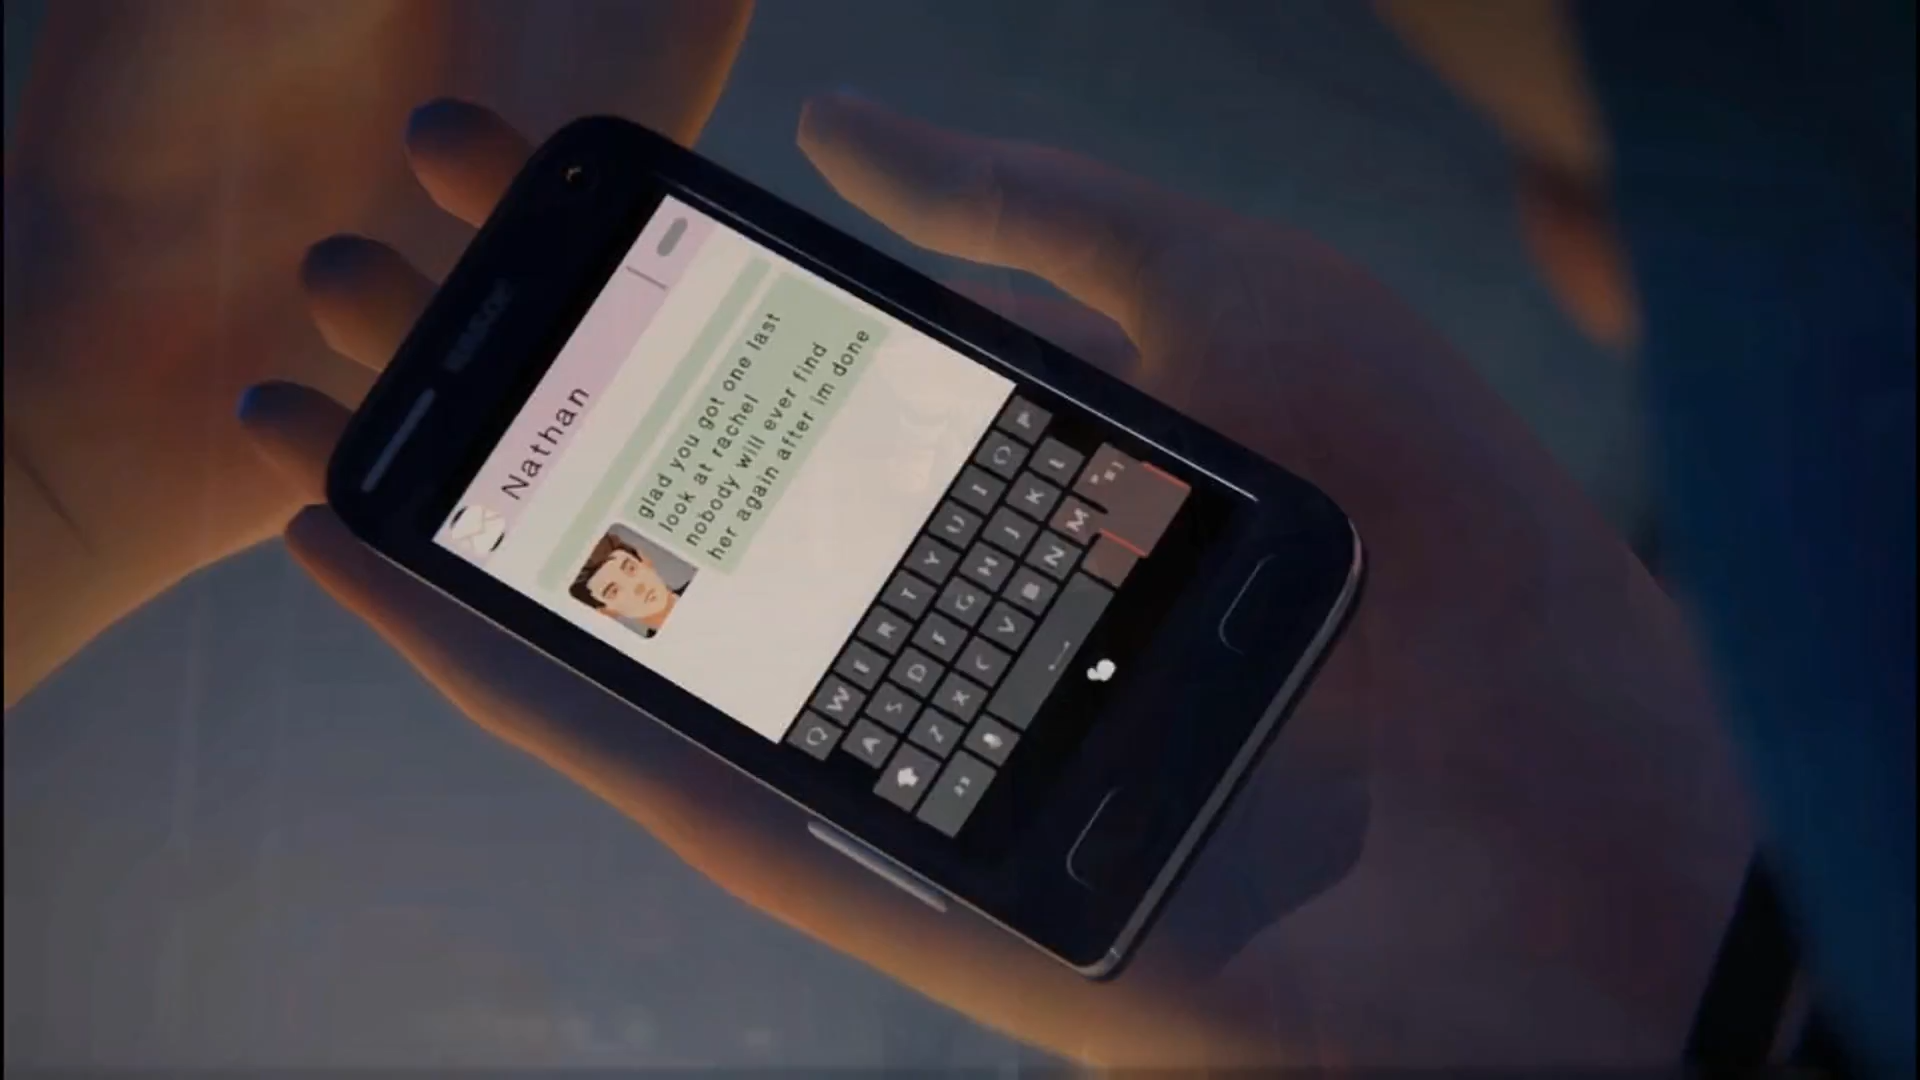 Nathan
glad you got one last
look at rachel
nobody will ever find
her again after im done
Q W E R T Y U I O P
A S D F G H J K L
Z X C V B N M